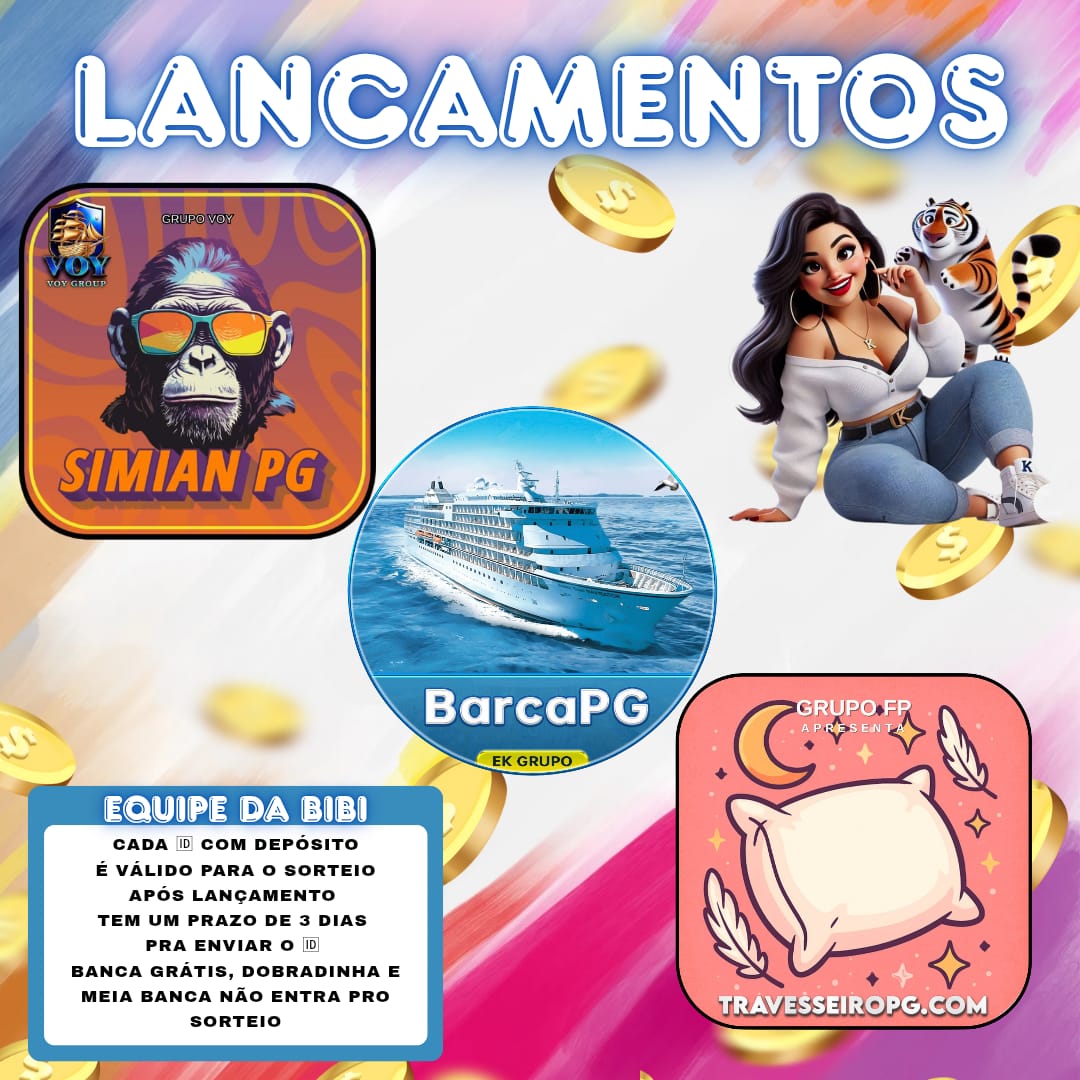 LANCAMENTOS
GRUPO VOY
VOY
VOY GROUP
SIMIAN PG
K
K
K
BarcaPG
EK GRUPO
GRUPO FP
APRESENTA
TRAVESSEIROPG.COM
EQUIPE DA BIBI
CADA 🆔 COM DEPÓSITO
É VÁLIDO PARA O SORTEIO
APÓS LANÇAMENTO
TEM UM PRAZO DE 3 DIAS
PRA ENVIAR O 🆔
BANCA GRÁTIS, DOBRADINHA E
MEIA BANCA NÃO ENTRA PRO
SORTEIO